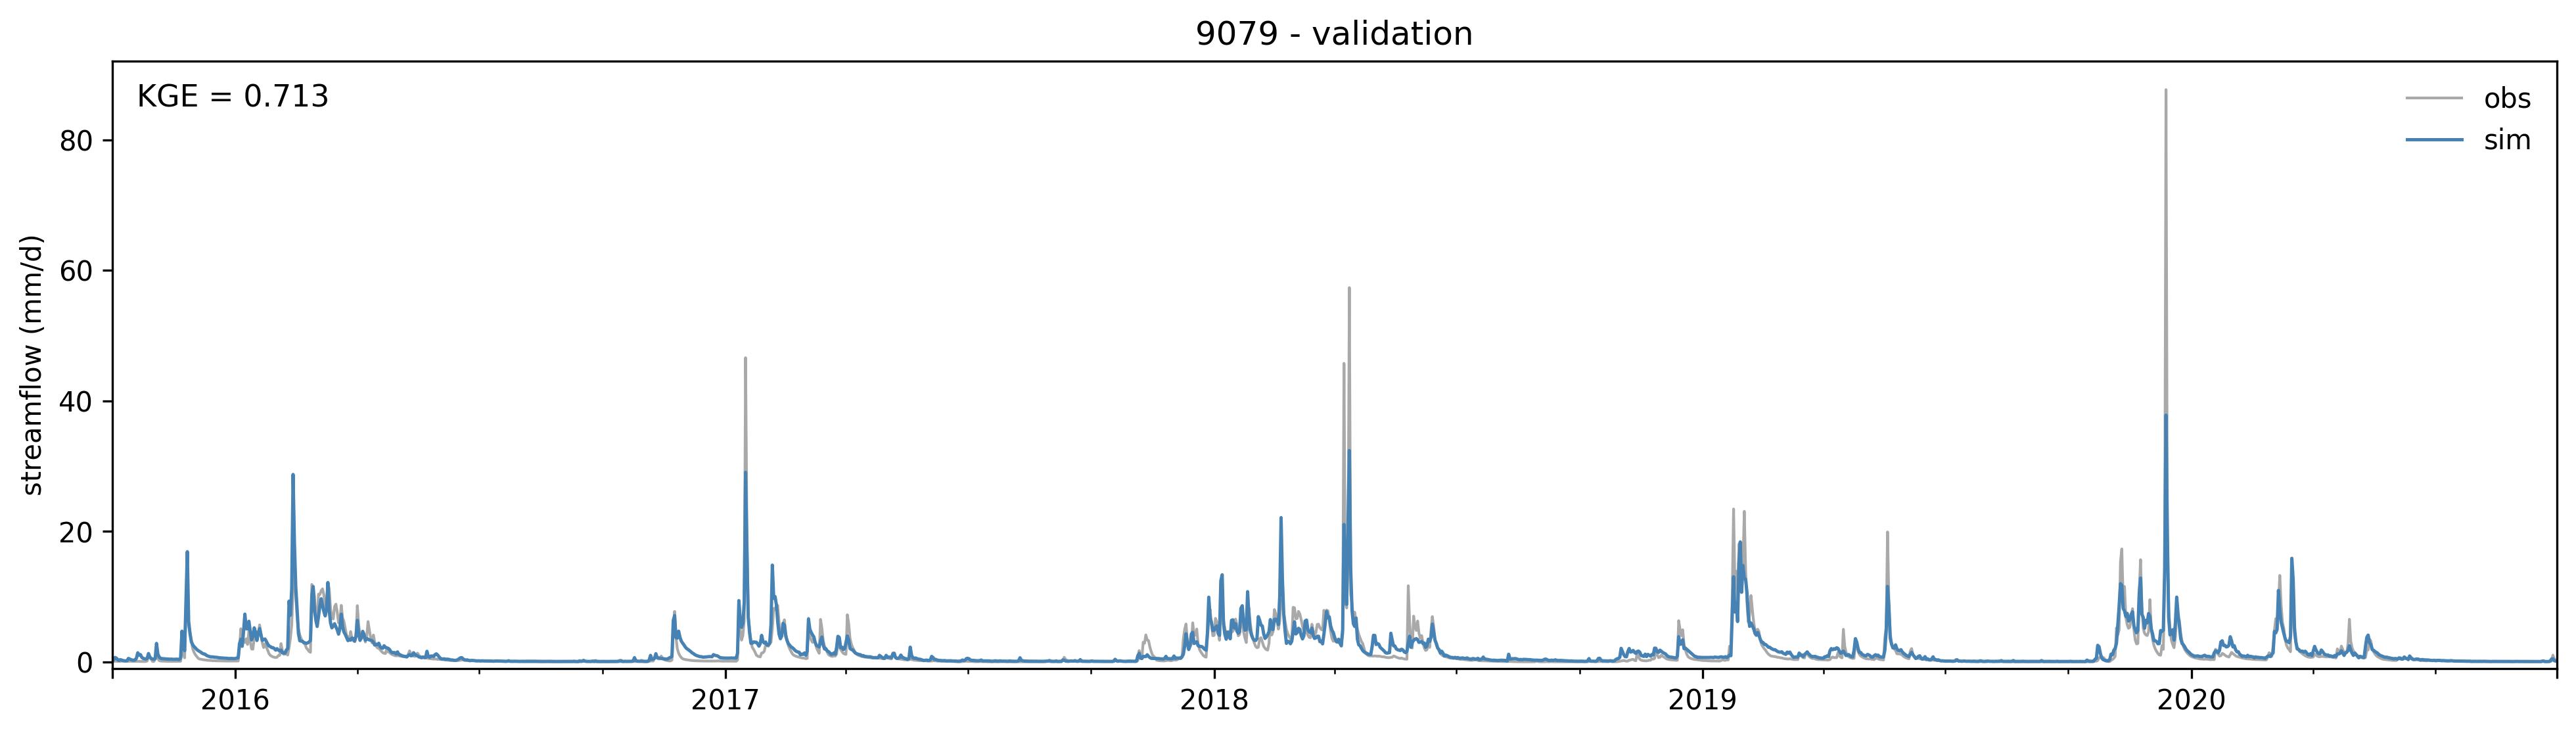 9079 - validation
KGE = 0.713
obs
sim
streamflow (mm/d)
80
60
40
20
0
2016 2017 2018 2019 2020